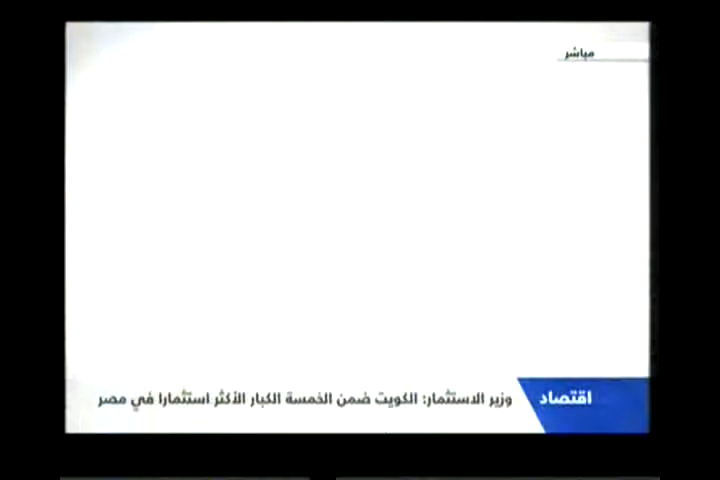 مباشر
اقتصاد
وزير الاستثمار: الكويت ضمن الخمسة الكبار الأكثر استثمارا في مصر